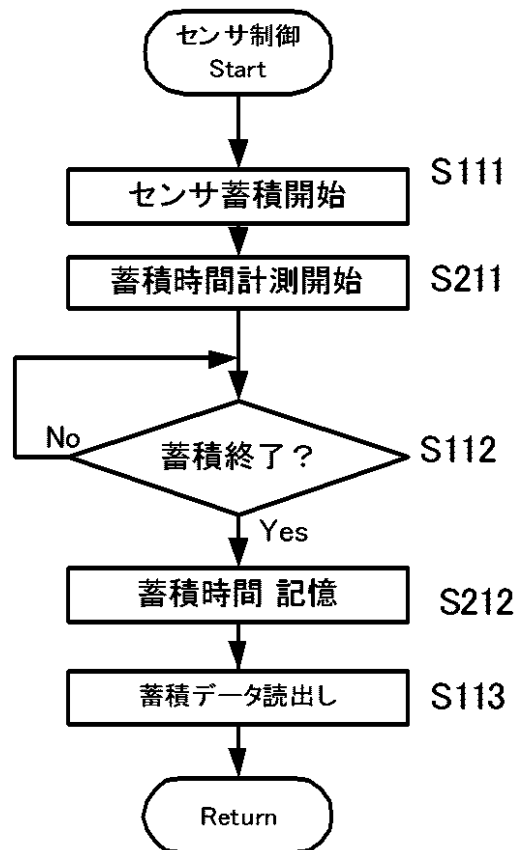 センサ制御
Start
S111
センサ蓄積開始
蓄積時間計測開始
S211
No
蓄積終了？
S112
Yes
蓄積時間 記憶
S212
蓄積データ読出し
S113
Return